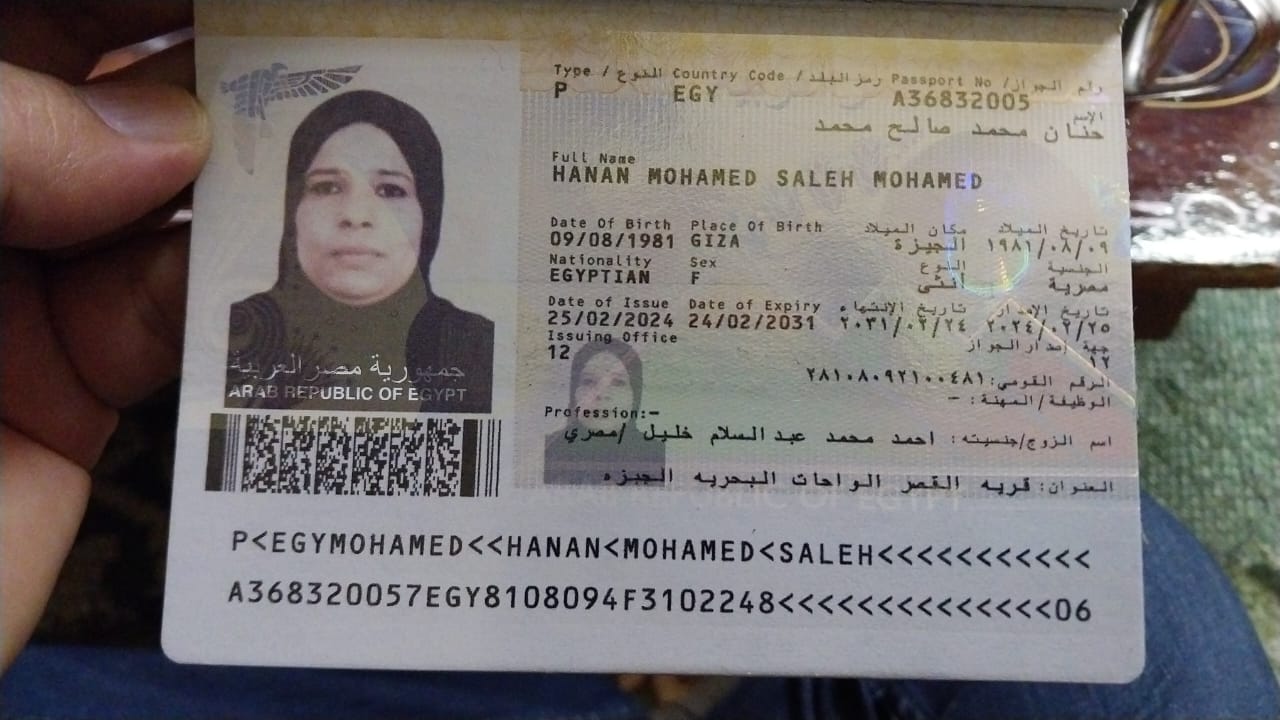 Type / النوع Country Code / رمز البلد Passport No / رقم الجواز
P EGY A36832005
الإسم
حنان محمد صالح محمد
Full Name
HANAN MOHAMED SALEH MOHAMED
Date Of Birth Place Of Birth مكان الميلاد تاريخ الميلاد
09/08/1981 GIZA الجيزة ١٩٨١/٠٨/٠٩
Nationality Sex النوع الجنسية
EGYPTIAN F أنثى مصرية
Date of Issue Date of Expiry تاريخ الإنتهاء تاريخ الإصدار
25/02/2024 24/02/2031 ٢٠٣١/٠٢/٢٤ ٢٠٢٤/٠٢/٢٥
Issuing Office جهة إصدار الجواز
12 ١٢
الرقم القومي: ٢٨١٠٨٠٩٢١٠٠٤٨١
Profession:- الوظيفة/المهنة: -
اسم الزوج/جنسيته: احمد محمد عبدالسلام خليل /مصري
العنوان: قريه القصر الواحات البحريه الجيزه
جمهورية مصر العربية
ARAB REPUBLIC OF EGYPT
P<EGYMOHAMED<<HANAN<MOHAMED<SALEH<<<<<<<<<<<
A368320057EGY8108094F3102248<<<<<<<<<<<<<<06